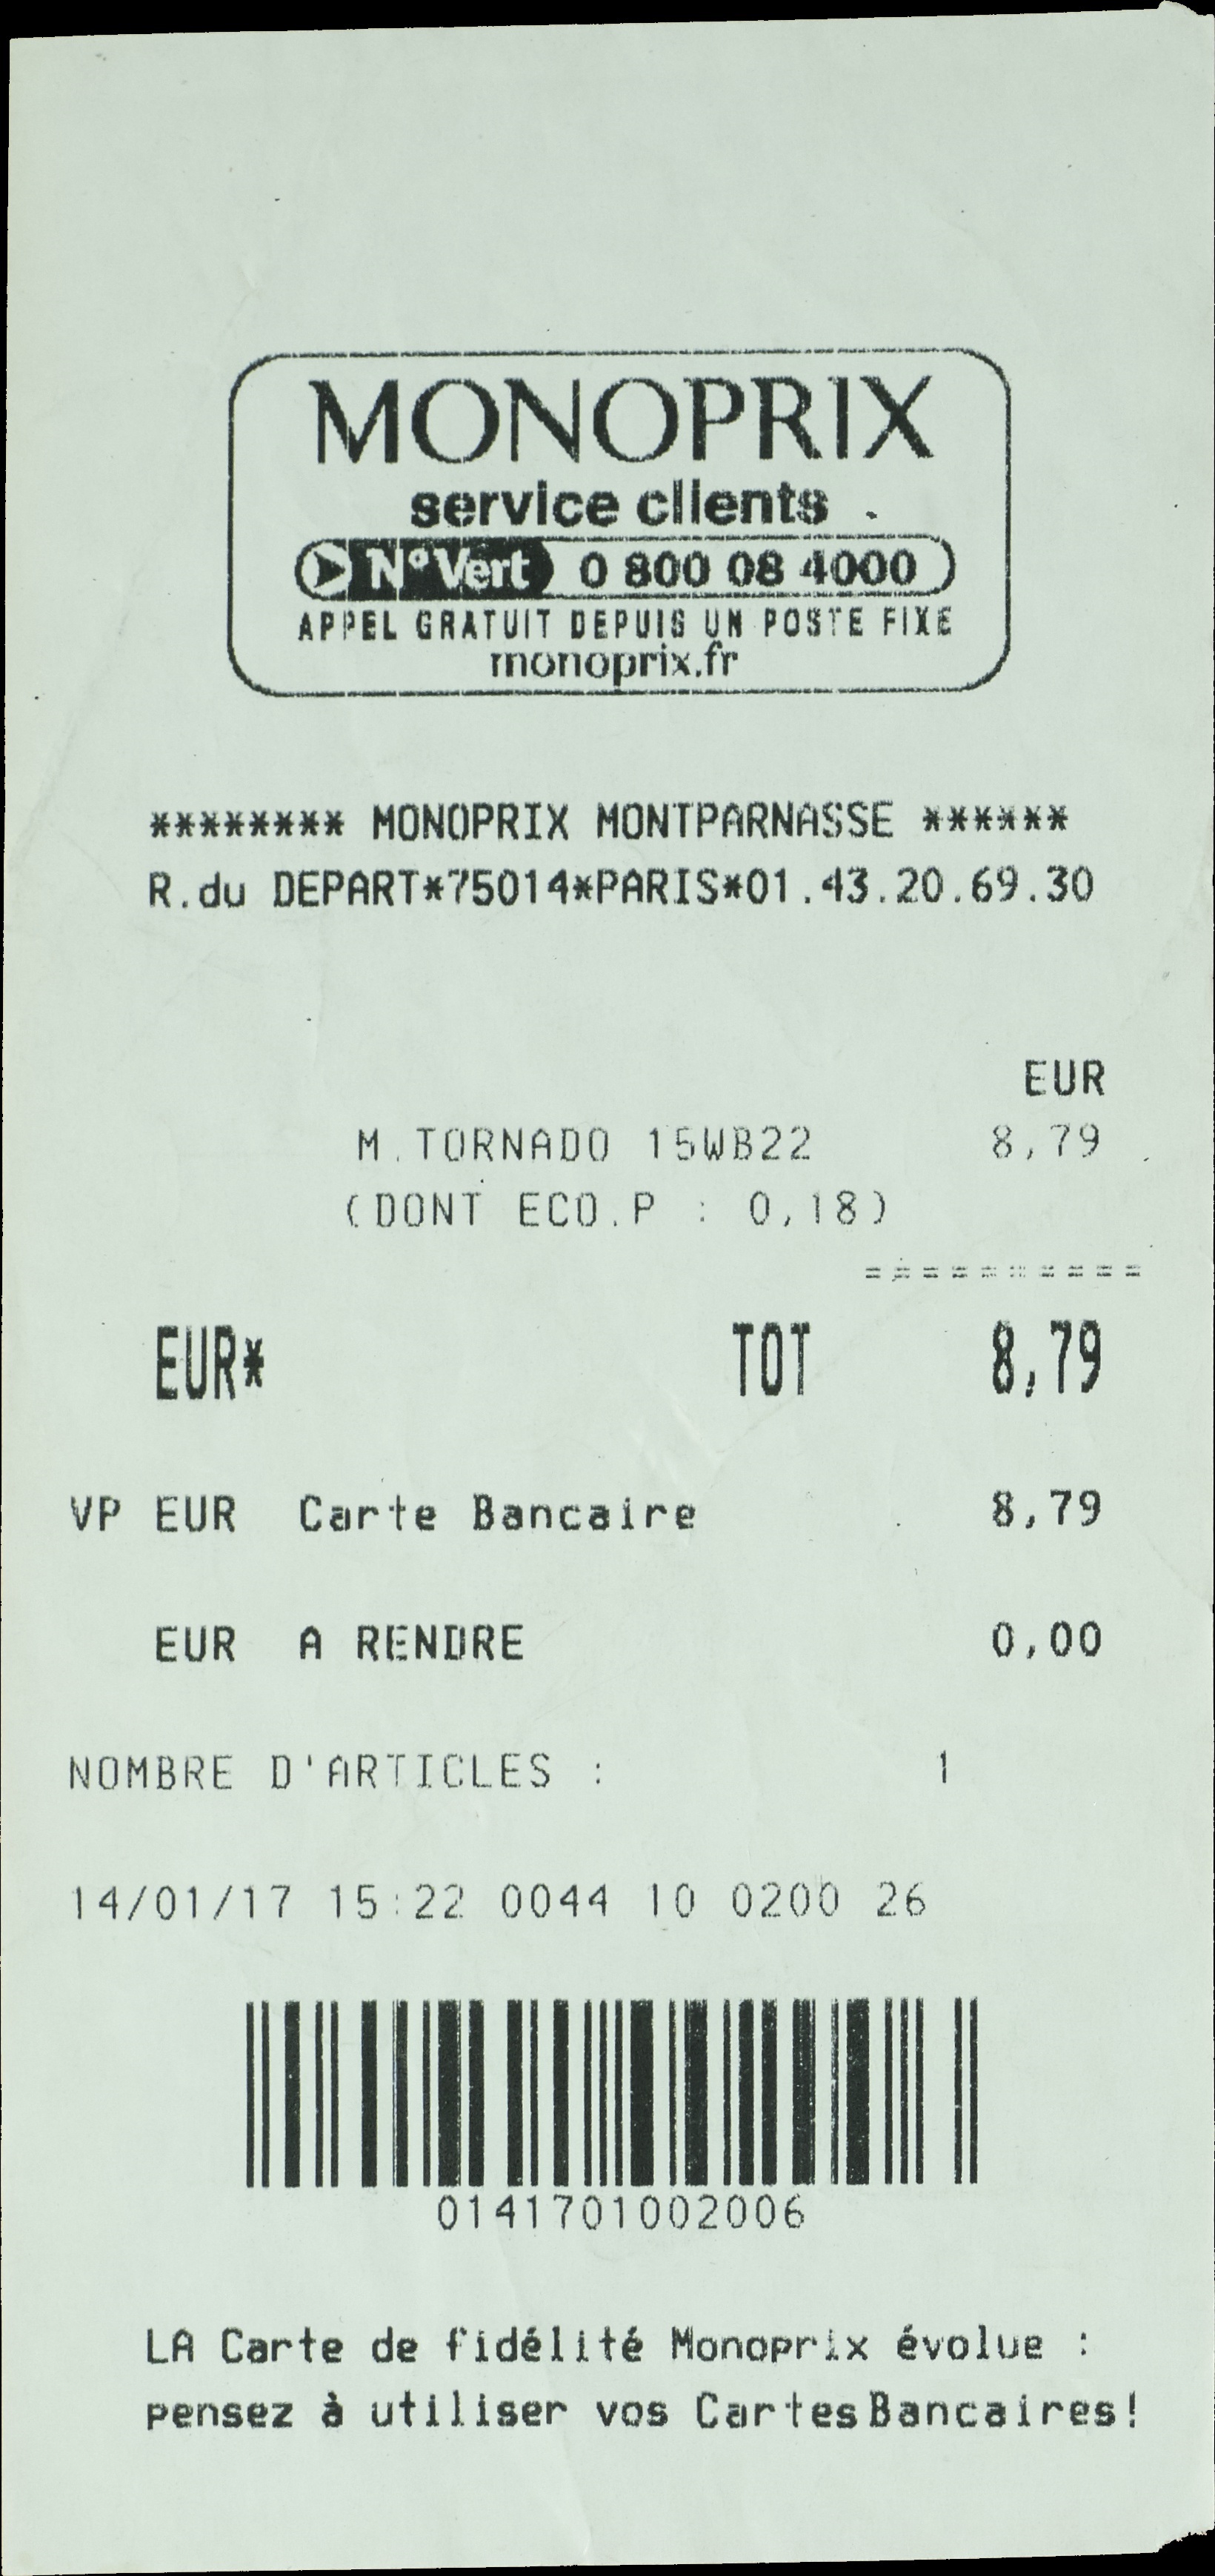 MONOPRIX
service clients
N°Vert 0 800 08 4000
APPEL GRATUIT DEPUIS UN POSTE FIXE
monoprix.fr
******** MONOPRIX MONTPARNASSE ******
R.du DEPART*75014*PARIS*01.43.20.69.30
EUR
M.TORNADO 15WB22 8,79
(DONT ECO.P : 0,18)
==========
EUR* TOT 8,79
VP EUR Carte Bancaire 8,79
EUR A RENDRE 0,00
NOMBRE D'ARTICLES : 1
14/01/17 15:22 0044 10 0200 26
0141701002006
LA Carte de fidélité Monoprix évolue :
pensez à utiliser vos CartesBancaires!